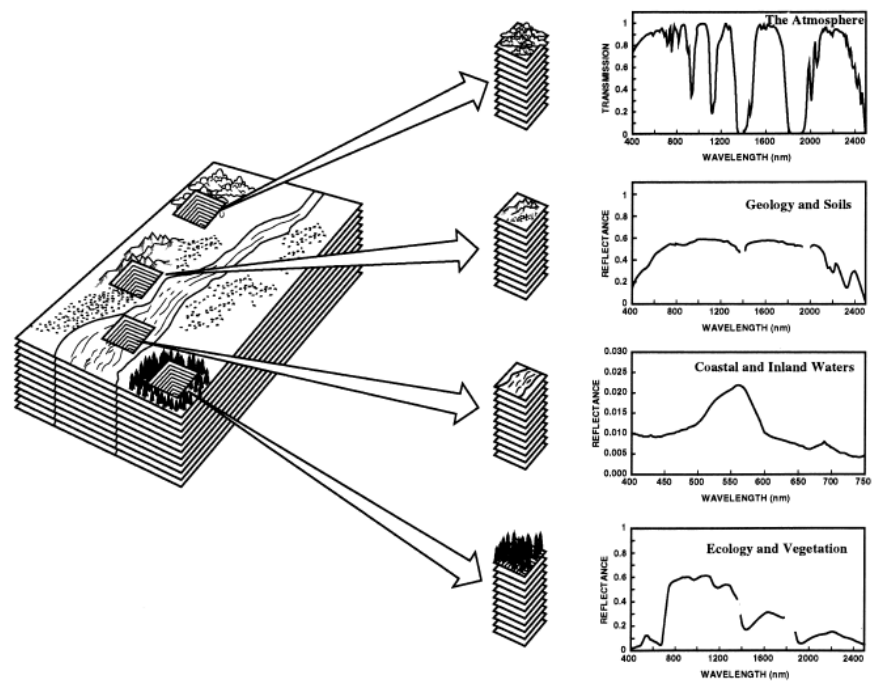 The Atmosphere
TRANSMISSION
1
0.8
0.6
0.4
0.2
0
400 800 1200 1600 2000 2400
WAVELENGTH (nm)
Geology and Soils
REFLECTANCE
1
0.8
0.6
0.4
0.2
0
400 800 1200 1600 2000 2400
WAVELENGTH (nm)
Coastal and Inland Waters
REFLECTANCE
0.030
0.025
0.020
0.015
0.010
0.005
0.000
400 450 500 550 600 650 700 750
WAVELENGTH (nm)
Ecology and Vegetation
REFLECTANCE
1
0.8
0.6
0.4
0.2
0
400 800 1200 1600 2000 2400
WAVELENGTH (nm)